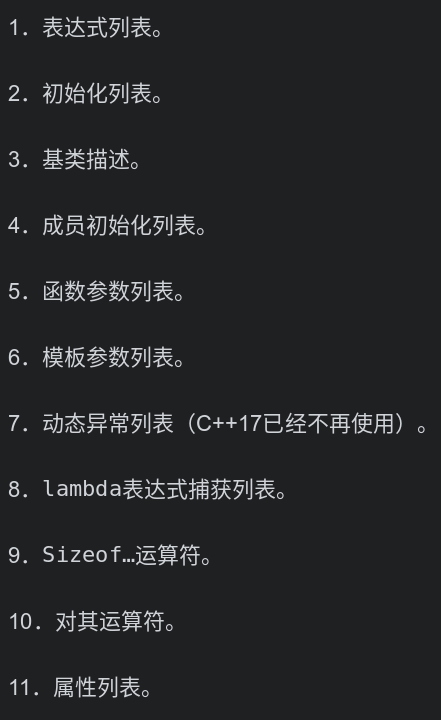 1. 表达式列表。
2. 初始化列表。
3. 基类描述。
4. 成员初始化列表。
5. 函数参数列表。
6. 模板参数列表。
7. 动态异常列表（C++17已经不再使用）。
8. lambda表达式捕获列表。
9. Sizeof…运算符。
10. 对其运算符。
11. 属性列表。